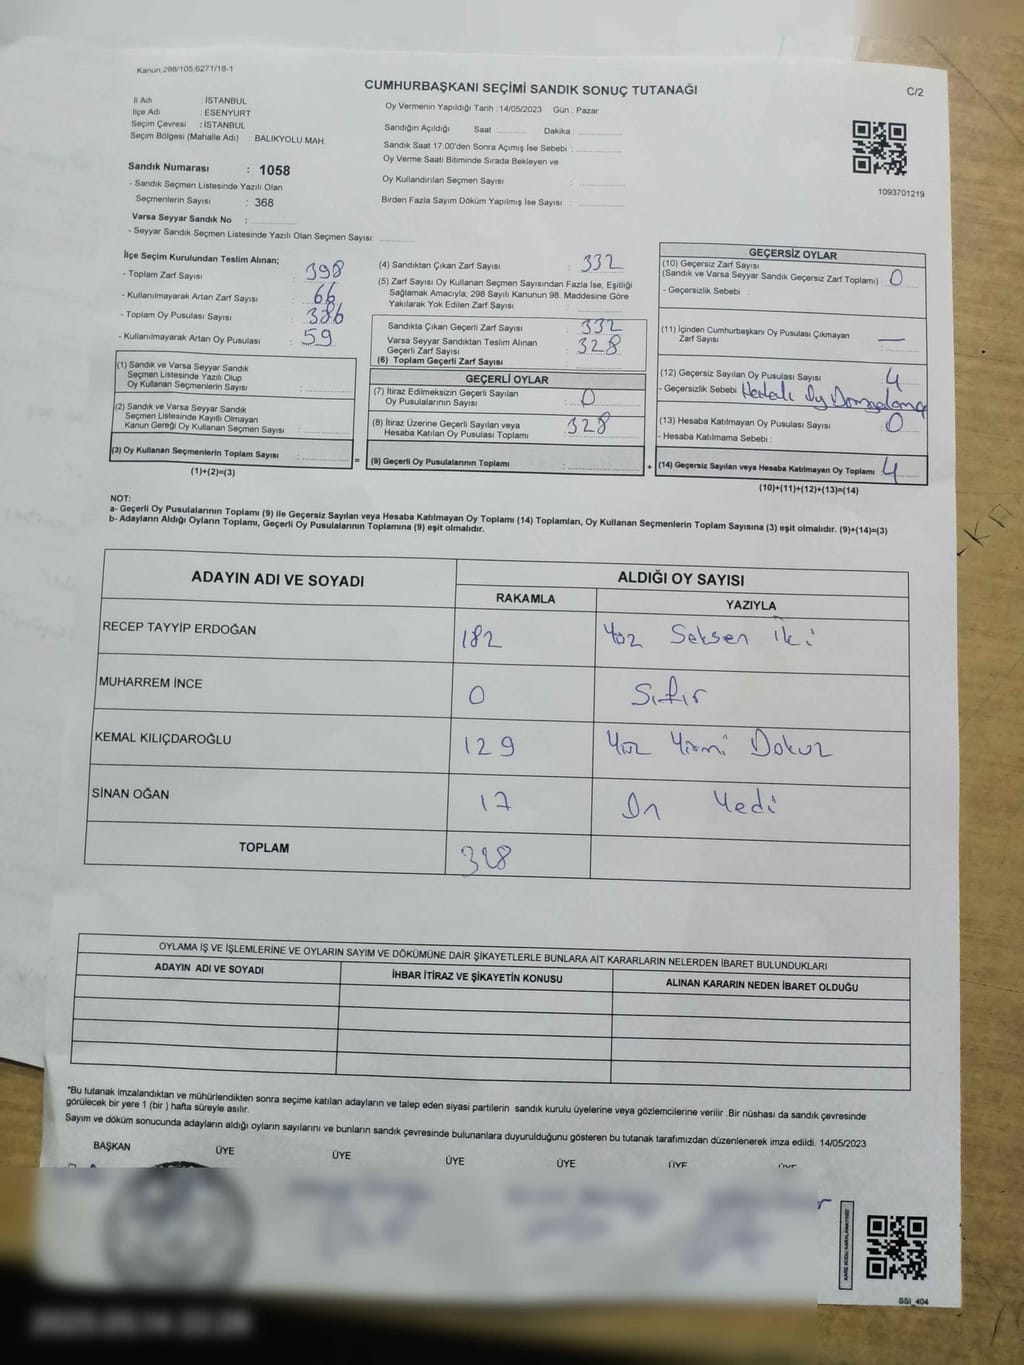 Kanun:298/105,6271/18-1
CUMHURBAŞKANI SEÇİMİ SANDIK SONUÇ TUTANAĞI
C/2
İl Adı : İSTANBUL
İlçe Adı : ESENYURT
Seçim Çevresi : İSTANBUL
Seçim Bölgesi (Mahalle Adı) : BALIKYOLU MAH.
Oy Vermenin Yapıldığı Tarih :14/05/2023 Gün : Pazar
Sandığın Açıldığı Saat : Dakika :
Sandık Saat 17:00'den Sonra Açımış İse Sebebi :
Oy Verme Saati Bitiminde Sırada Bekleyen ve
Oy Kullandırılan Seçmen Sayısı :
Birden Fazla Sayım Döküm Yapılmış İse Sayısı :
1093701219
Sandık Numarası : 1058
- Sandık Seçmen Listesinde Yazılı Olan
Seçmenlerin Sayısı : 368
Varsa Seyyar Sandık No :
- Seyyar Sandık Seçmen Listesinde Yazılı Olan Seçmen Sayısı:
İlçe Seçim Kurulundan Teslim Alınan;
- Toplam Zarf Sayısı : 398
- Kullanılmayarak Artan Zarf Sayısı : 66
- Toplam Oy Pusulası Sayısı : 386
- Kullanılmayarak Artan Oy Pusulası : 59
(1) Sandık ve Varsa Seyyar Sandık
Seçmen Listesinde Yazılı Olup
Oy Kullanan Seçmenlerin Sayısı :
(2) Sandık ve Varsa Seyyar Sandık
Seçmen Listesinde Kayıtlı Olmayan
Kanun Gereği Oy Kullanan Seçmen Sayısı :
(3) Oy Kullanan Seçmenlerin Toplam Sayısı :
(1)+(2)=(3)
(4) Sandıktan Çıkan Zarf Sayısı : 332
(5) Zarf Sayısı Oy Kullanan Seçmen Sayısından Fazla İse, Eşitliği
Sağlamak Amacıyla; 298 Sayılı Kanunun 98. Maddesine Göre
Yakılarak Yok Edilen Zarf Sayısı :
Sandıkta Çıkan Geçerli Zarf Sayısı : 332
Varsa Seyyar Sandıktan Teslim Alınan
Geçerli Zarf Sayısı : 328
(6) Toplam Geçerli Zarf Sayısı :
GEÇERLİ OYLAR
(7) İtiraz Edilmeksizin Geçerli Sayılan
Oy Pusulalarının Sayısı : 0
(8) İtiraz Üzerine Geçerli Sayılan veya
Hesaba Katılan Oy Pusulası Toplamı : 328
= (9) Geçerli Oy Pusulalarının Toplamı :
GEÇERSİZ OYLAR
(10) Geçersiz Zarf Sayısı
(Sandık ve Varsa Seyyar Sandık Geçersiz Zarf Toplamı) : 0
- Geçersizlik Sebebi :
(11) İçinden Cumhurbaşkanı Oy Pusulası Çıkmayan
Zarf Sayısı : —
(12) Geçersiz Sayılan Oy Pusulası Sayısı : 4
- Geçersizlik Sebebi : Hatalı Oy Damgalama
(13) Hesaba Katılmayan Oy Pusulası Sayısı : 0
- Hesaba Katılmama Sebebi :
+ (14) Geçersiz Sayılan veya Hesaba Katılmayan Oy Toplamı : 4
(10)+(11)+(12)+(13)=(14)
NOT:
a- Geçerli Oy Pusulaları Toplamı (9) ile Geçersiz Sayılan veya Hesaba Katılmayan Oy Toplamı (14) Toplamları, Oy Kullanan Seçmenlerin Toplam Sayısına (3) eşit olmalıdır. (9)+(14)=(3)
b- Adayların Aldığı Oyların Toplamı, Geçerli Oy Pusulalarının Toplamına (9) eşit olmalıdır.
ADAYIN ADI VE SOYADI
ALDIĞI OY SAYISI
RAKAMLA YAZIYLA
RECEP TAYYİP ERDOĞAN 182 Yüz Seksen iki
MUHARREM İNCE 0 Sıfır
KEMAL KILIÇDAROĞLU 129 Yüz Yirmi Dokuz
SİNAN OĞAN 17 On Yedi
TOPLAM 328
OYLAMA İŞ VE İŞLEMLERİNE VE OYLARIN SAYIM VE DÖKÜMÜNE DAİR ŞİKAYETLERLE BUNLARA AİT KARARLARIN NELERDEN İBARET BULUNDUKLARI
ADAYIN ADI VE SOYADI İHBAR İTİRAZ VE ŞİKAYETİN KONUSU ALINAN KARARIN NEDEN İBARET OLDUĞU
*Bu tutanak imzalandıktan ve mühürlendikten sonra seçime katılan adayların ve talep eden siyasi partilerin sandık kurulu üyelerine veya gözlemcilerine verilir .Bir nüshası da sandık çevresinde
görülecek bir yere 1 (bir ) hafta süreyle asılır.
Sayım ve döküm sonucunda adayların aldığı oyların sayılarını ve bunların sandık çevresinde bulunanlara duyurulduğunu gösteren bu tutanak tarafımızdan düzenlenerek imza edildi. 14/05/2023
BAŞKAN ÜYE ÜYE ÜYE ÜYE ÜYE ÜYE
KARE KODU KARALAMAYINIZ!
SSI_404